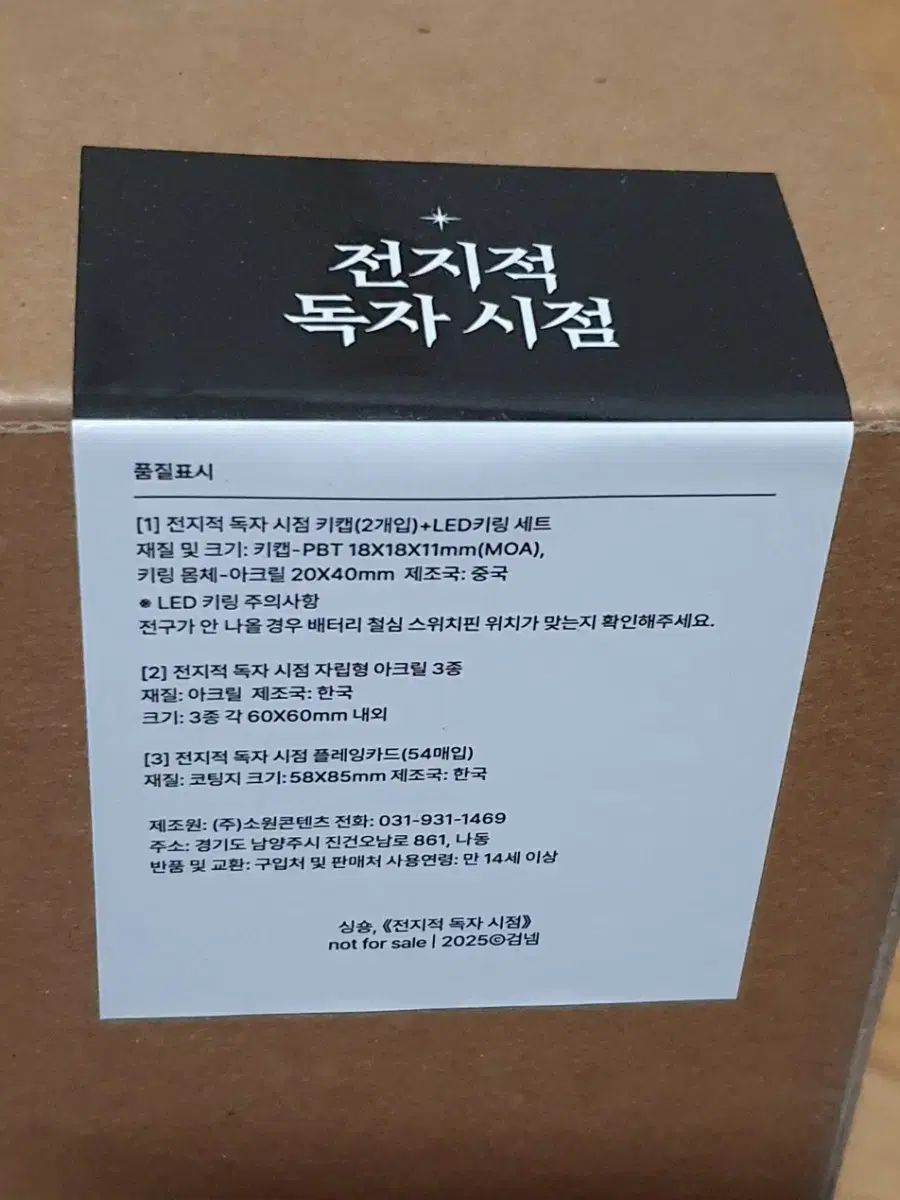 전지적
독자 시점
품질표시
[1] 전지적 독자 시점 키캡(2개입)+LED키링 세트
재질 및 크기: 키캡-PBT 18X18X11mm(MOA),
키링 몸체-아크릴 20X40mm 제조국: 중국
※ LED 키링 주의사항
전구가 안 나올 경우 배터리 철심 스위치핀 위치가 맞는지 확인해주세요.
[2] 전지적 독자 시점 자립형 아크릴 3종
재질: 아크릴 제조국: 한국
크기: 3종 각 60X60mm 내외
[3] 전지적 독자 시점 플레잉카드(54매입)
재질: 코팅지 크기: 58X85mm 제조국: 한국
제조원: (주)소원콘텐츠 전화: 031-931-1469
주소: 경기도 남양주시 진건오남로 861, 나동
반품 및 교환: 구입처 및 판매처 사용연령: 만 14세 이상
싱숑, 《전지적 독자 시점》
not for sale | 2025©검넴